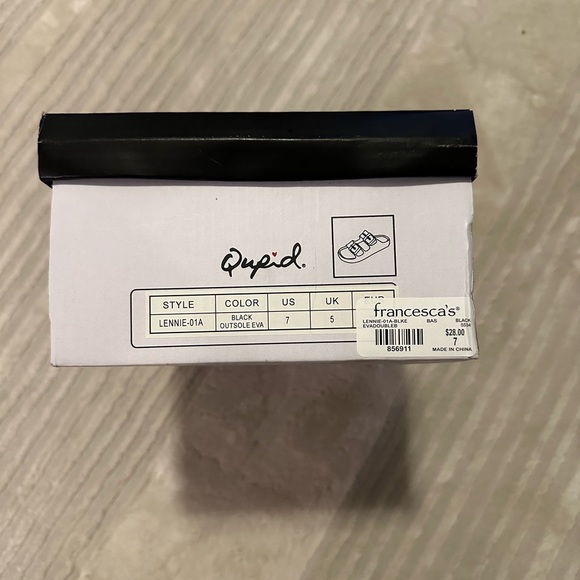 Qupid.
STYLE COLOR US UK
LENNIE-01A BLACK OUTSOLE EVA 7 5
francesca's®
LENNIE-01A-BLKE BAS BLACK
EVADOUBLEB 5534
$28.00
7
856911 MADE IN CHINA